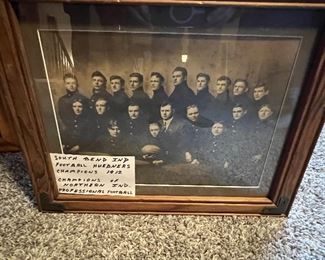 SOUTH BEND IND
FOOTBALL HUEBNERS
CHAMPIONS 1912
CHAMPIONS OF
NORTHERN IND.
PROFESSIONAL FOOTBALL